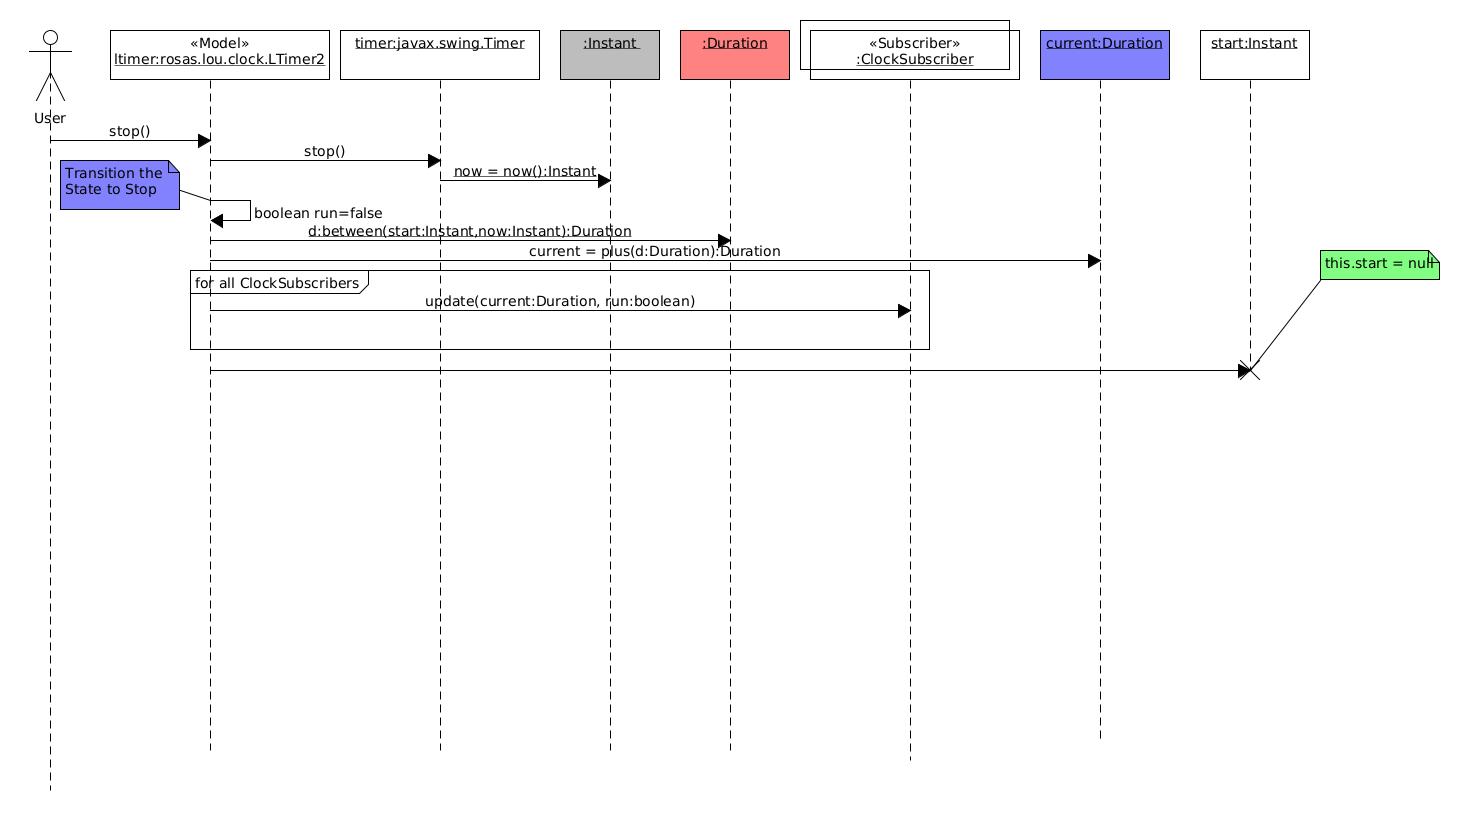 «Model»
ltimer:rosas.lou.clock.LTimer2
timer:javax.swing.Timer
:Instant
:Duration
«Subscriber»
:ClockSubscriber
current:Duration
start:Instant
User
stop()
stop()
now = now():Instant
Transition the
State to Stop
boolean run=false
d:between(start:Instant,now:Instant):Duration
current = plus(d:Duration):Duration
this.start = null
for all ClockSubscribers
update(current:Duration, run:boolean)